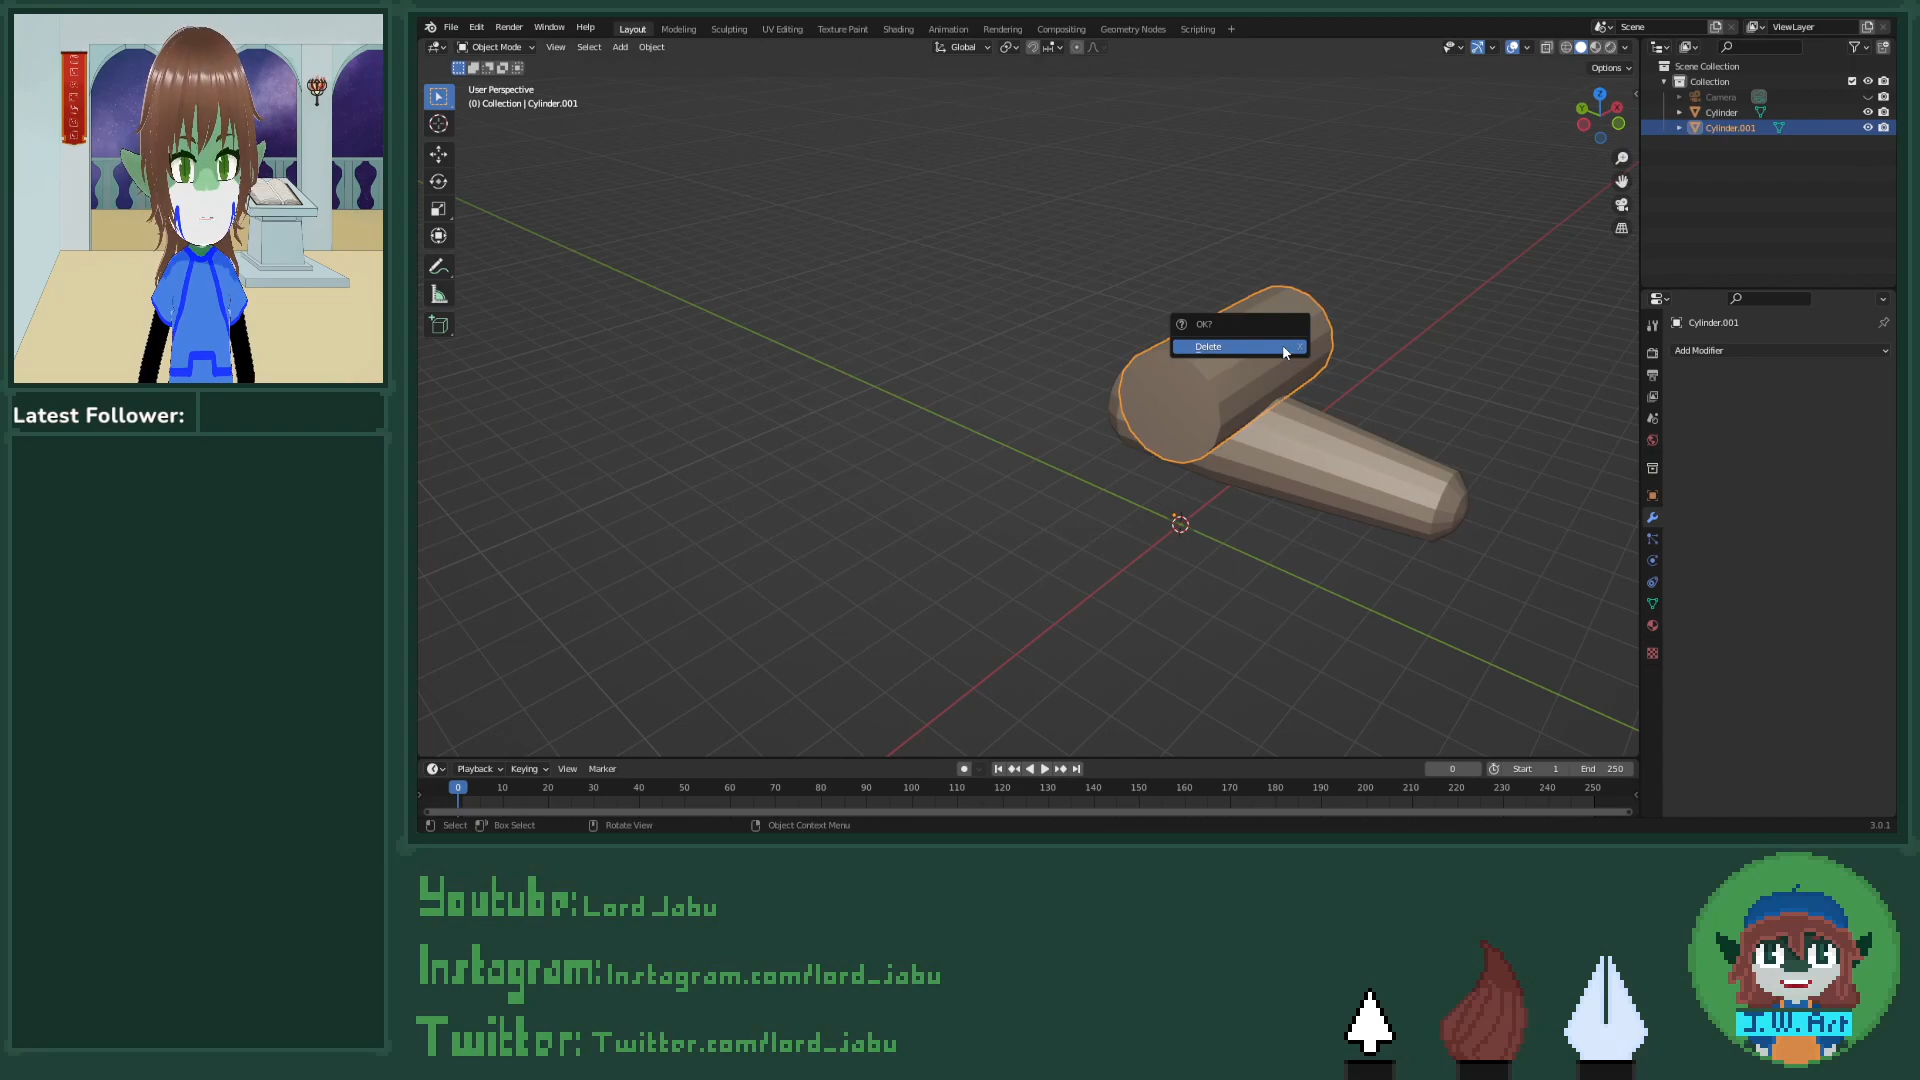 File Edit Render Window Help Layout Modeling Sculpting UV Editing Texture Paint Shading Animation Rendering Compositing Geometry Nodes Scripting + Scene ViewLayer
Object Mode View Select Add Object Global
Options
User Perspective
(0) Collection | Cylinder.001
Z
Y
X
Scene Collection
Collection
Camera
Cylinder
Cylinder.001
OK?
Delete X
Cylinder.001
Add Modifier
Latest Follower:
Playback Keying View Marker 0 Start 1 End 250
0 10 20 30 40 50 60 70 80 90 100 110 120 130 140 150 160 170 180 190 200 210 220 230 240 250
Select Box Select Rotate View Object Context Menu 3.0.1
Youtube: Lord Jabu
Instagram: Instagram.com/lord_jabu
Twitter: Twitter.com/lord_jabu
J.W. Art